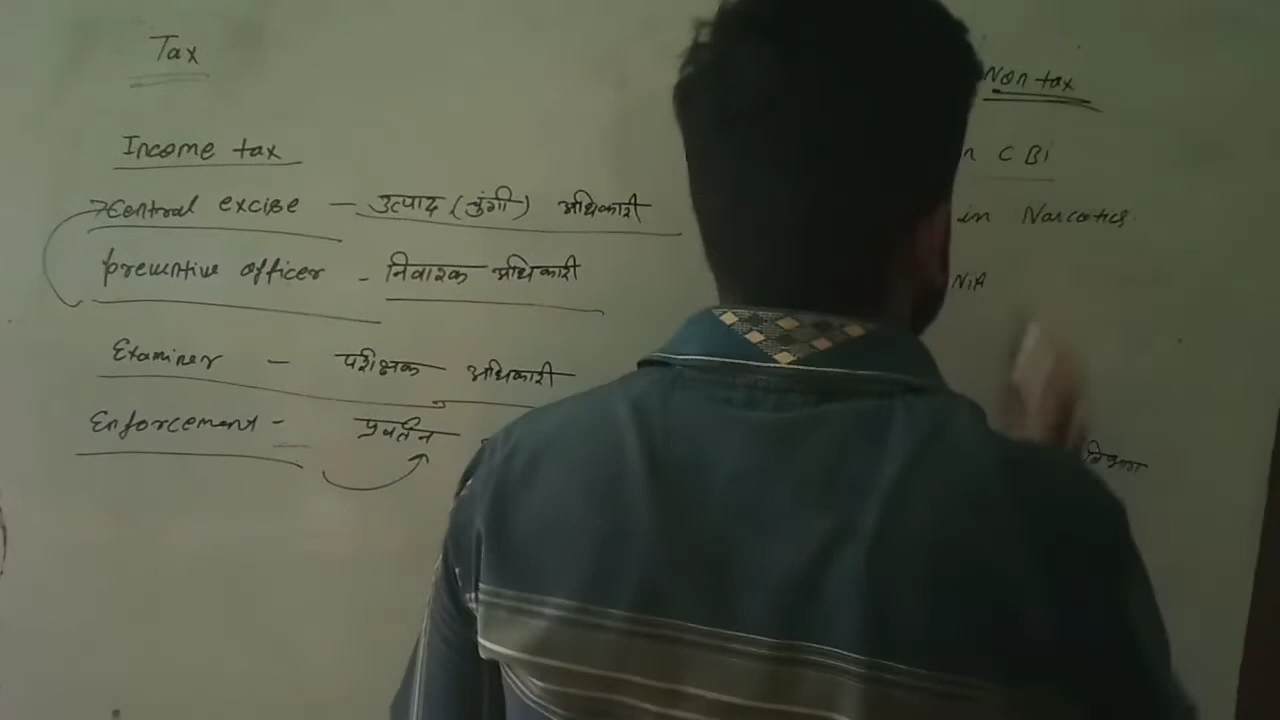 Tax
Income tax
Central excise - उत्पाद (चुंगी) अधिकारी
preventive officer - निवारक अधिकारी
Examiner - परीक्षक अधिकारी
Enforcement - प्रवर्तन
Non tax
CBI
in Narcotics
NIA
विभाग